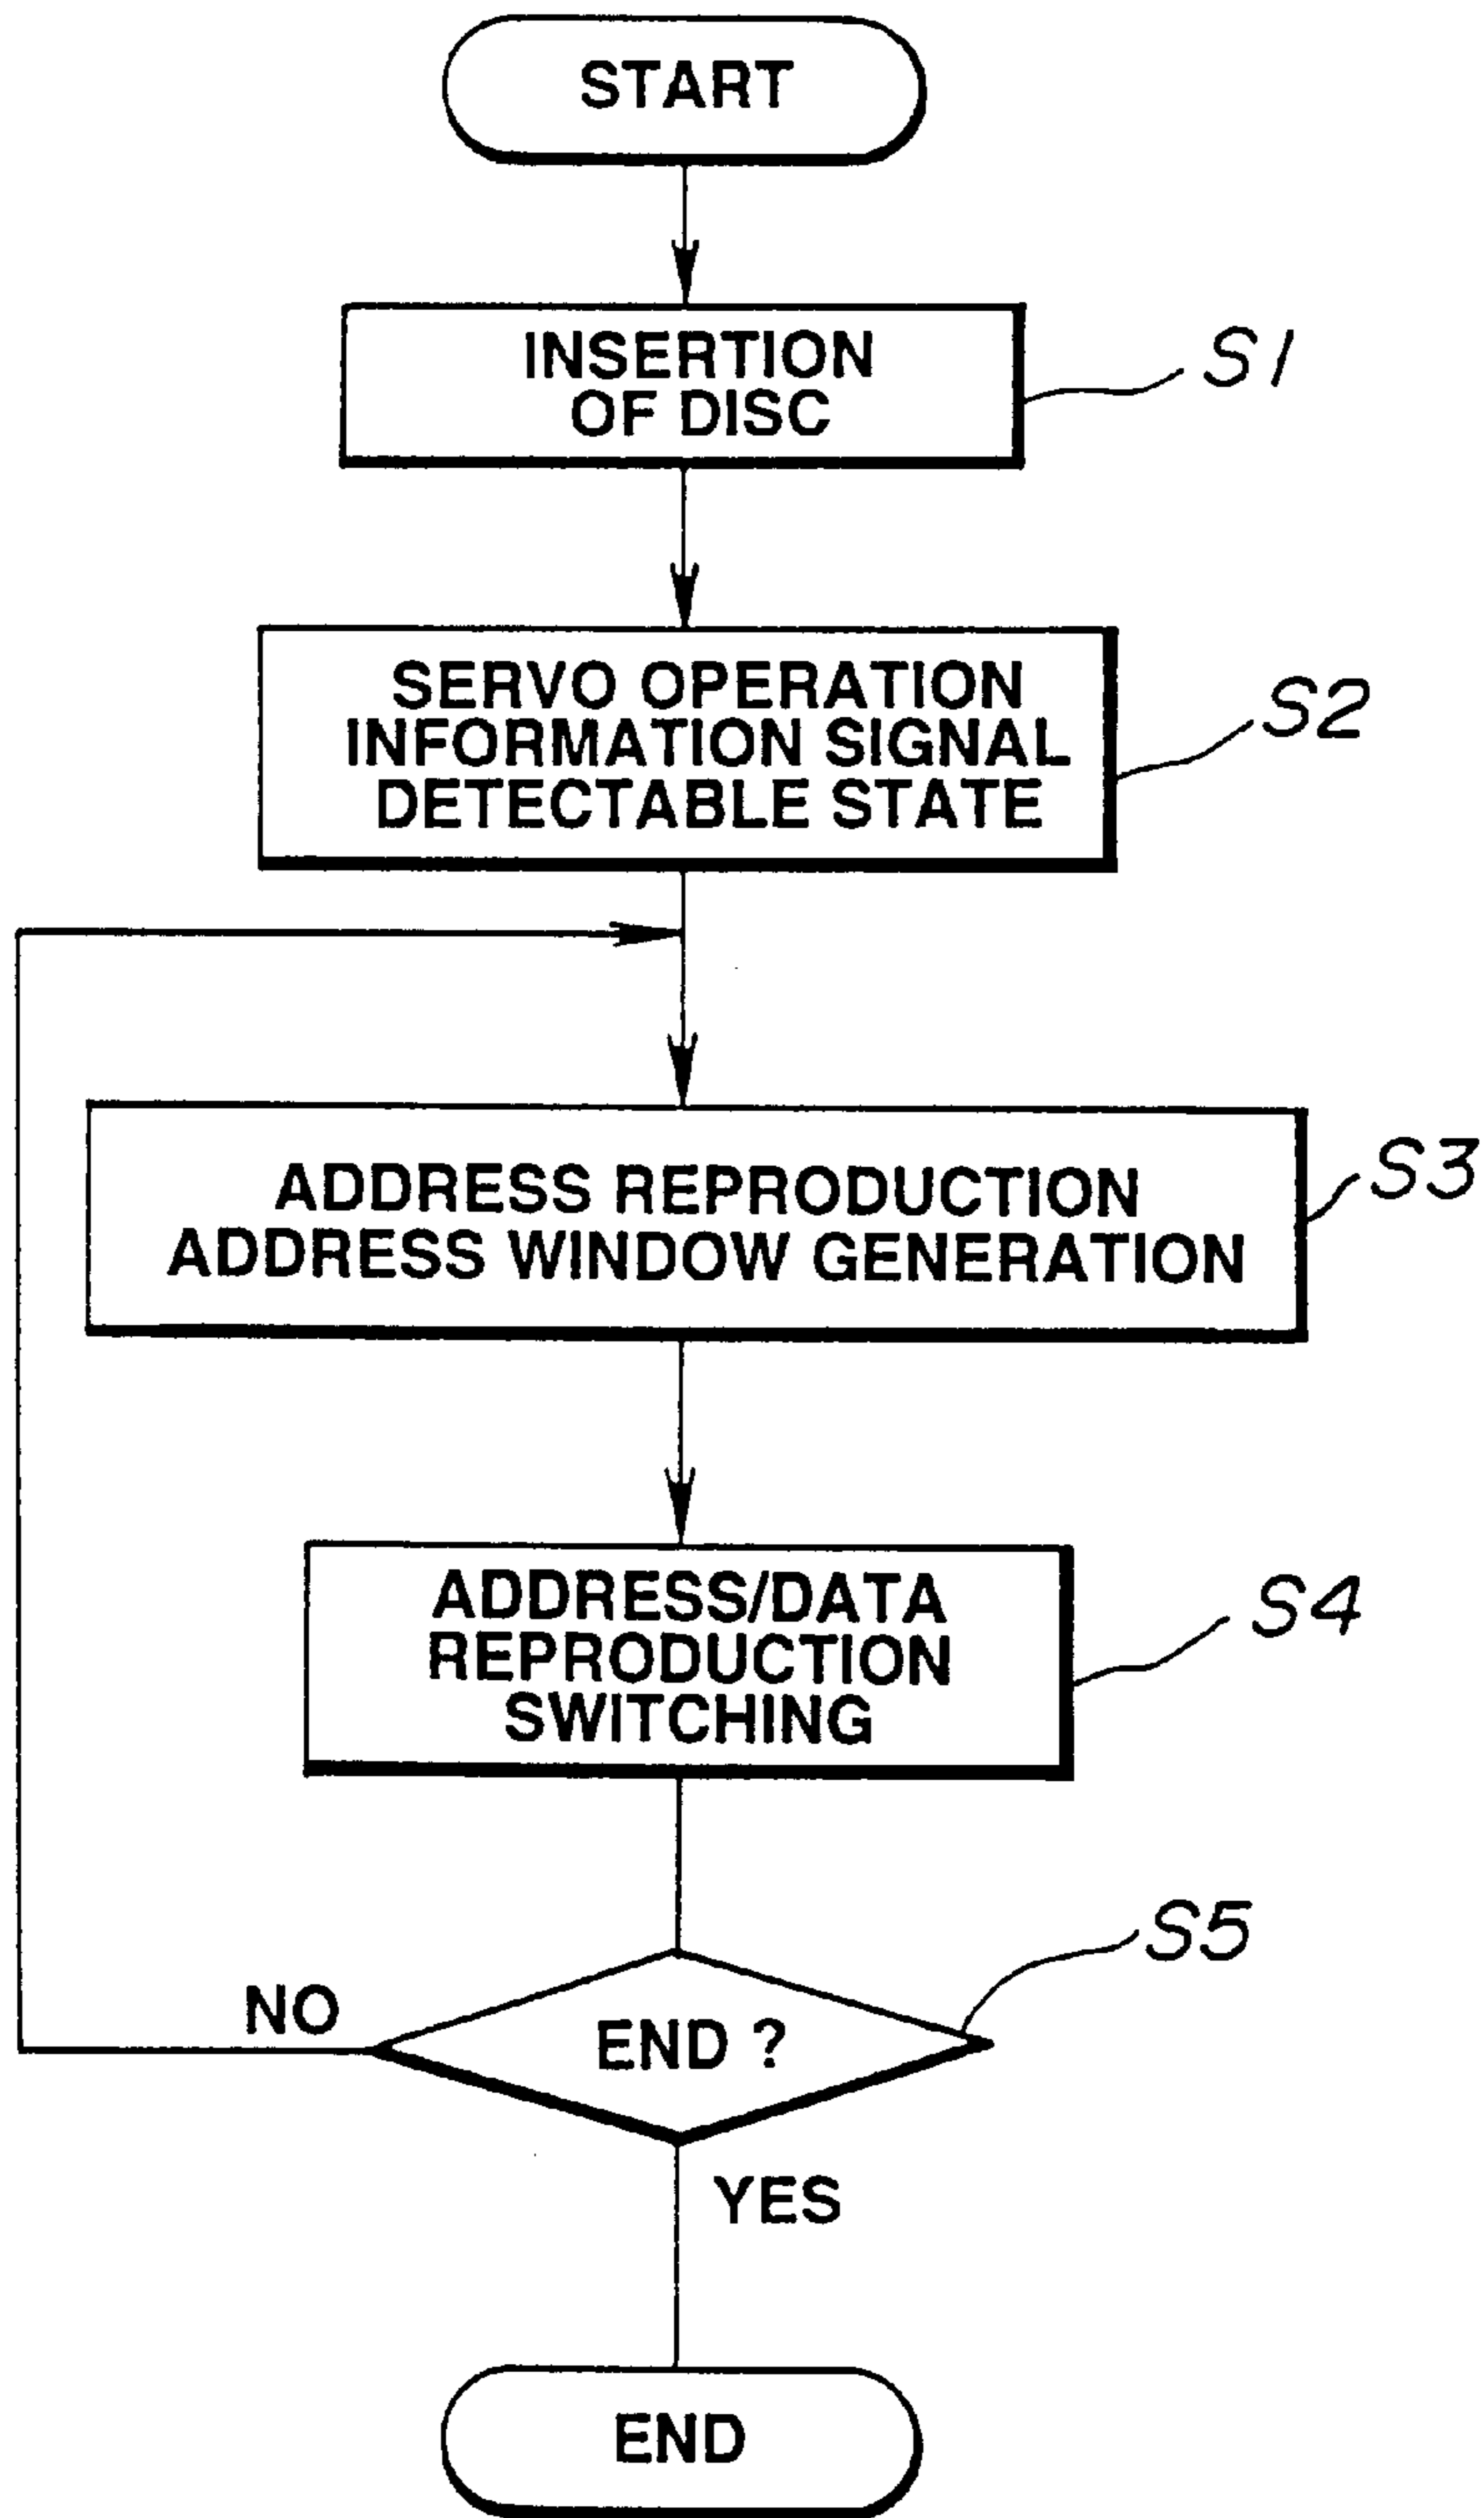 START
INSERTION
OF DISC
S1
SERVO OPERATION
INFORMATION SIGNAL
DETECTABLE STATE
S2
ADDRESS REPRODUCTION
ADDRESS WINDOW GENERATION
S3
ADDRESS/DATA
REPRODUCTION
SWITCHING
S4
S5
NO
END ?
YES
END